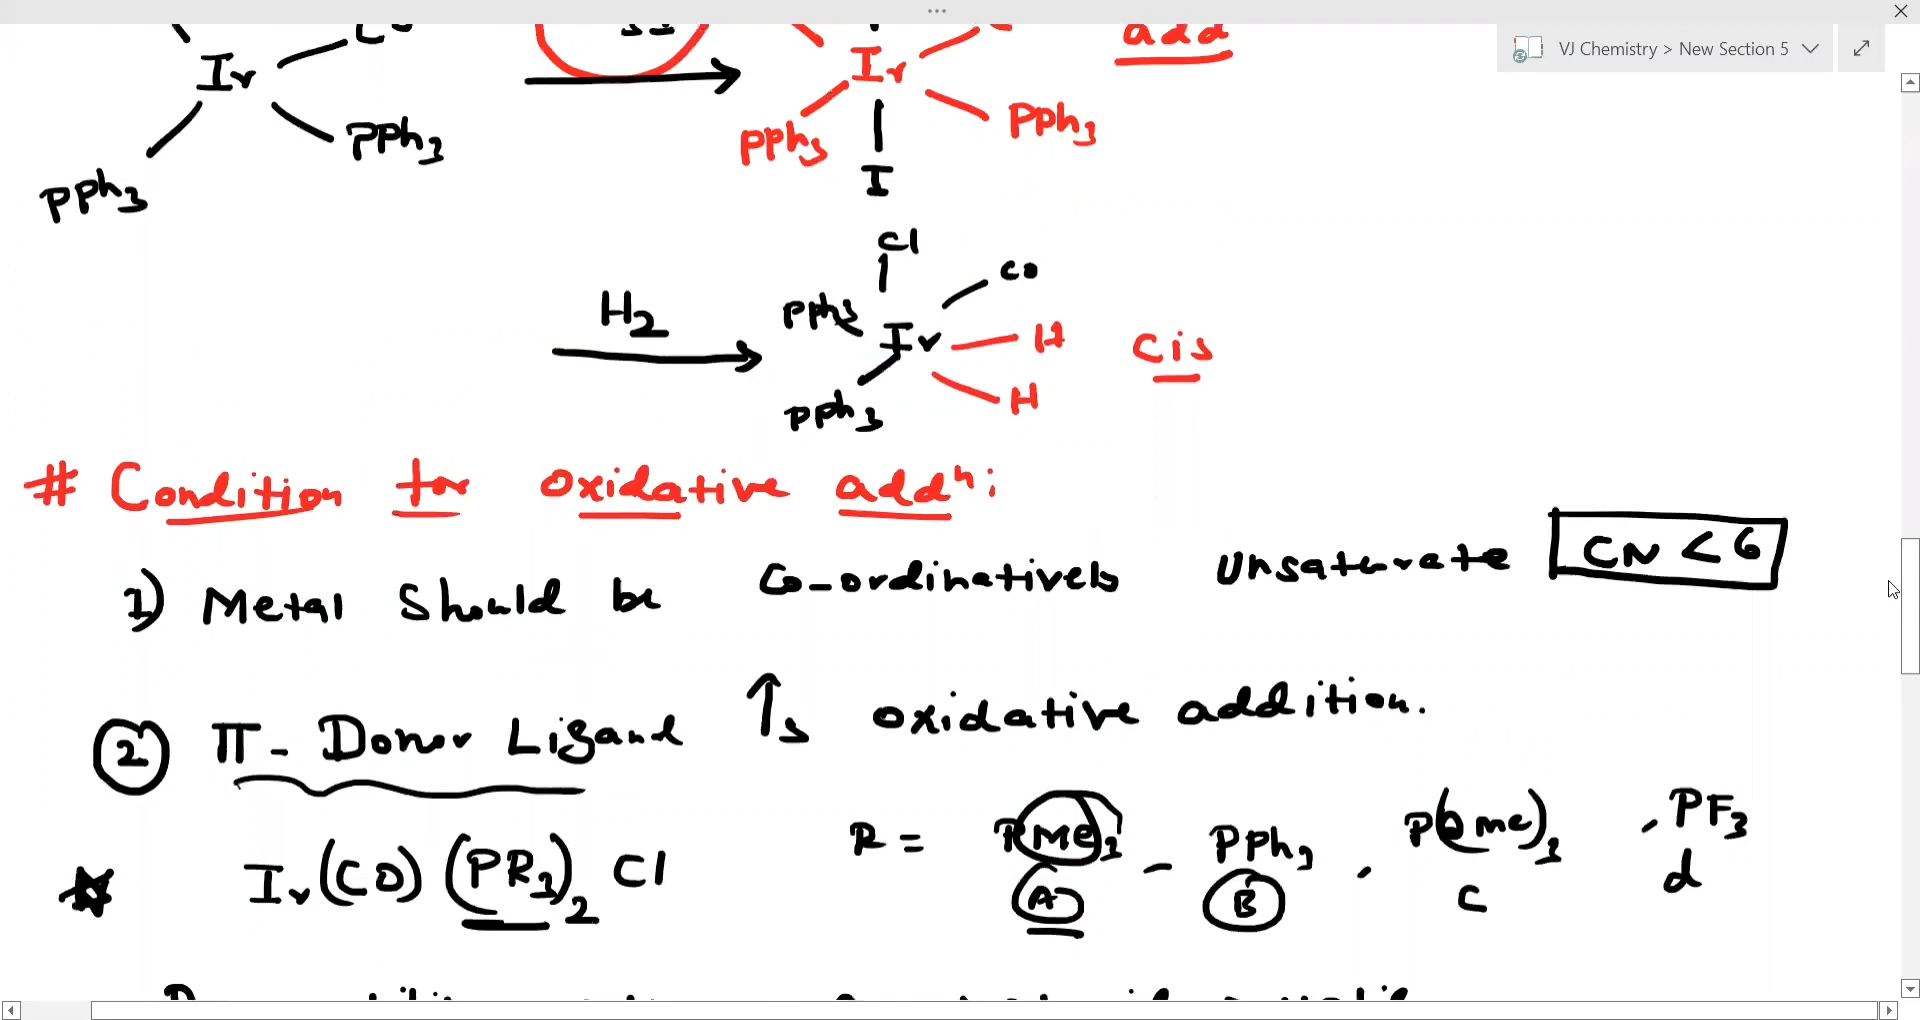 VJ Chemistry > New Section 5
add
Ir
Ir
PPh3
PPh3
PPh3
PPh3
I
Cl
CO
H2
PPh3
Ir
H
cis
H
PPh3
# Condition for oxidative addn:
1) Metal should be Co-ordinatively Unsaturate CN < 6
2 π- Donor Ligand ↑s oxidative addition.
Ir(CO)(PR3)2 Cl R = PMe3 - PPh3 , P(OMe)3 , PF3
A B C d